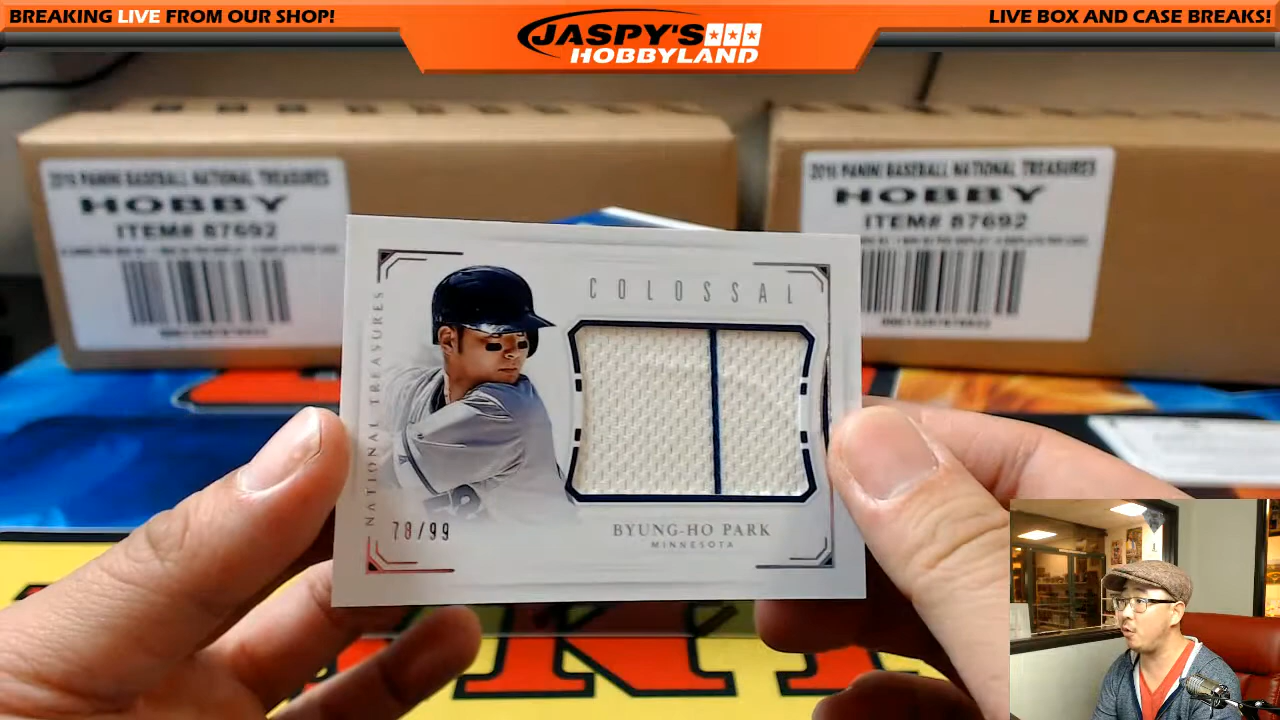 BREAKING LIVE FROM OUR SHOP!
JASPY'S
HOBBYLAND
LIVE BOX AND CASE BREAKS!
2016 PANINI BASEBALL NATIONAL TREASURES
HOBBY
ITEM# 87692
2016 PANINI BASEBALL NATIONAL TREASURES
HOBBY
ITEM# 87692
COLOSSAL
NATIONAL TREASURES
78/99
BYUNG-HO PARK
MINNESOTA